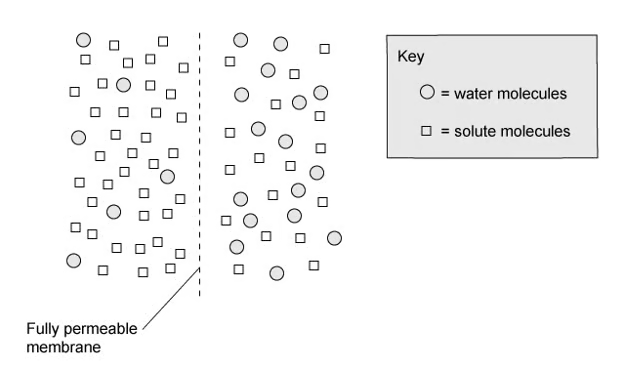 Key
= water molecules
= solute molecules
Fully permeable
membrane